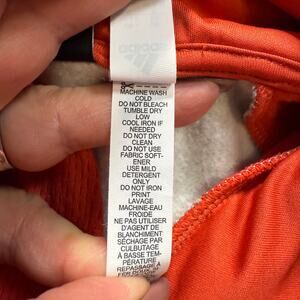 adidas
MACHINE WASH
COLD
DO NOT BLEACH
TUMBLE DRY
LOW
COOL IRON IF
NEEDED
DO NOT DRY
CLEAN
DO NOT USE
FABRIC SOFT-
ENER
USE MILD
DETERGENT
ONLY
DO NOT IRON
PRINT
LAVAGE
MACHINE-EAU
FROIDE
NE PAS UTILISER
D'AGENT DE
BLANCHIMENT
SÉCHAGE PAR
CULBUTAGE
À BASSE TEM-
PÉRATURE
REPASSAGE À